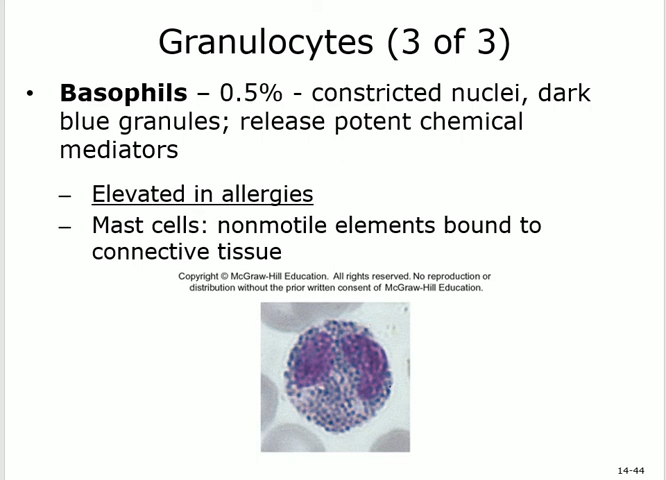 Granulocytes (3 of 3)
• Basophils – 0.5% - constricted nuclei, dark
blue granules; release potent chemical
mediators
– Elevated in allergies
– Mast cells: nonmotile elements bound to
connective tissue
Copyright © McGraw-Hill Education. All rights reserved. No reproduction or
distribution without the prior written consent of McGraw-Hill Education.
14-44